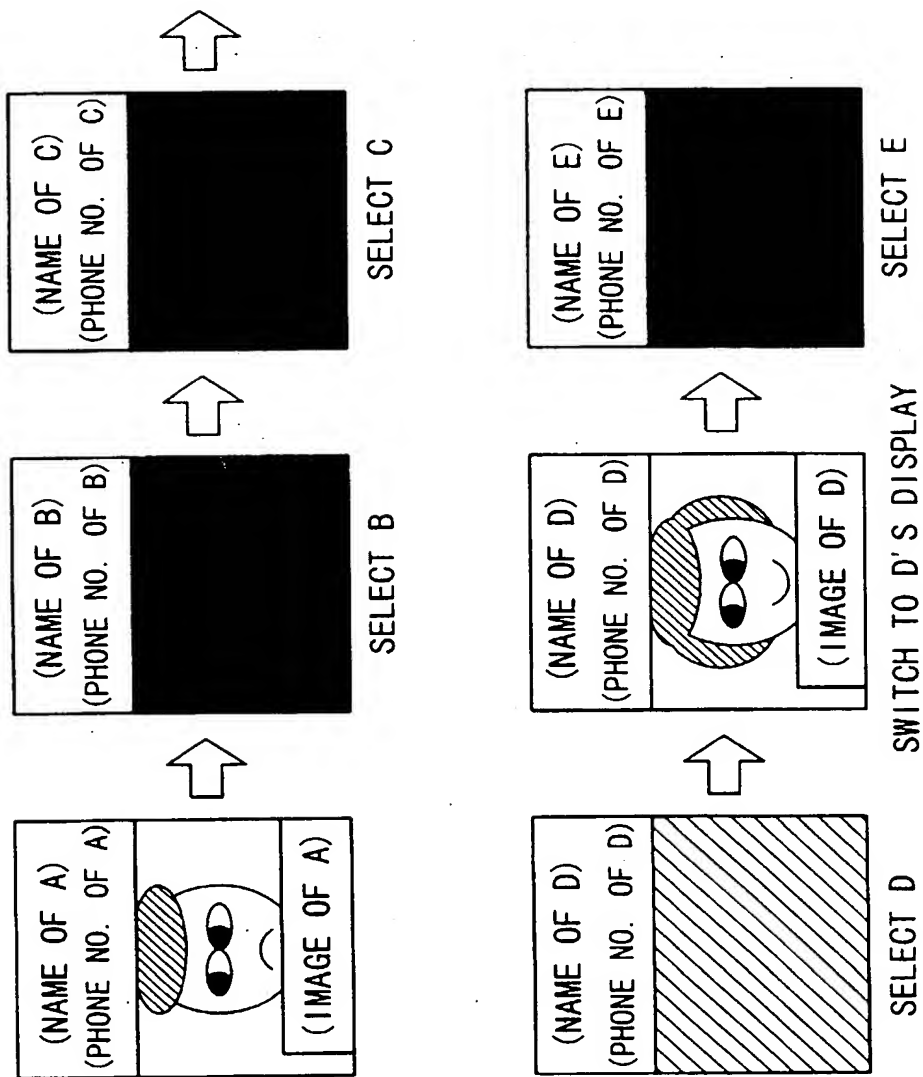 (NAME OF A)
(PHONE NO. OF A)
(IMAGE OF A)
(NAME OF B)
(PHONE NO. OF B)
SELECT B
(NAME OF C)
(PHONE NO. OF C)
SELECT C
(NAME OF D)
(PHONE NO. OF D)
SELECT D
(NAME OF D)
(PHONE NO. OF D)
(IMAGE OF D)
SWITCH TO D'S DISPLAY
(NAME OF E)
(PHONE NO. OF E)
SELECT E